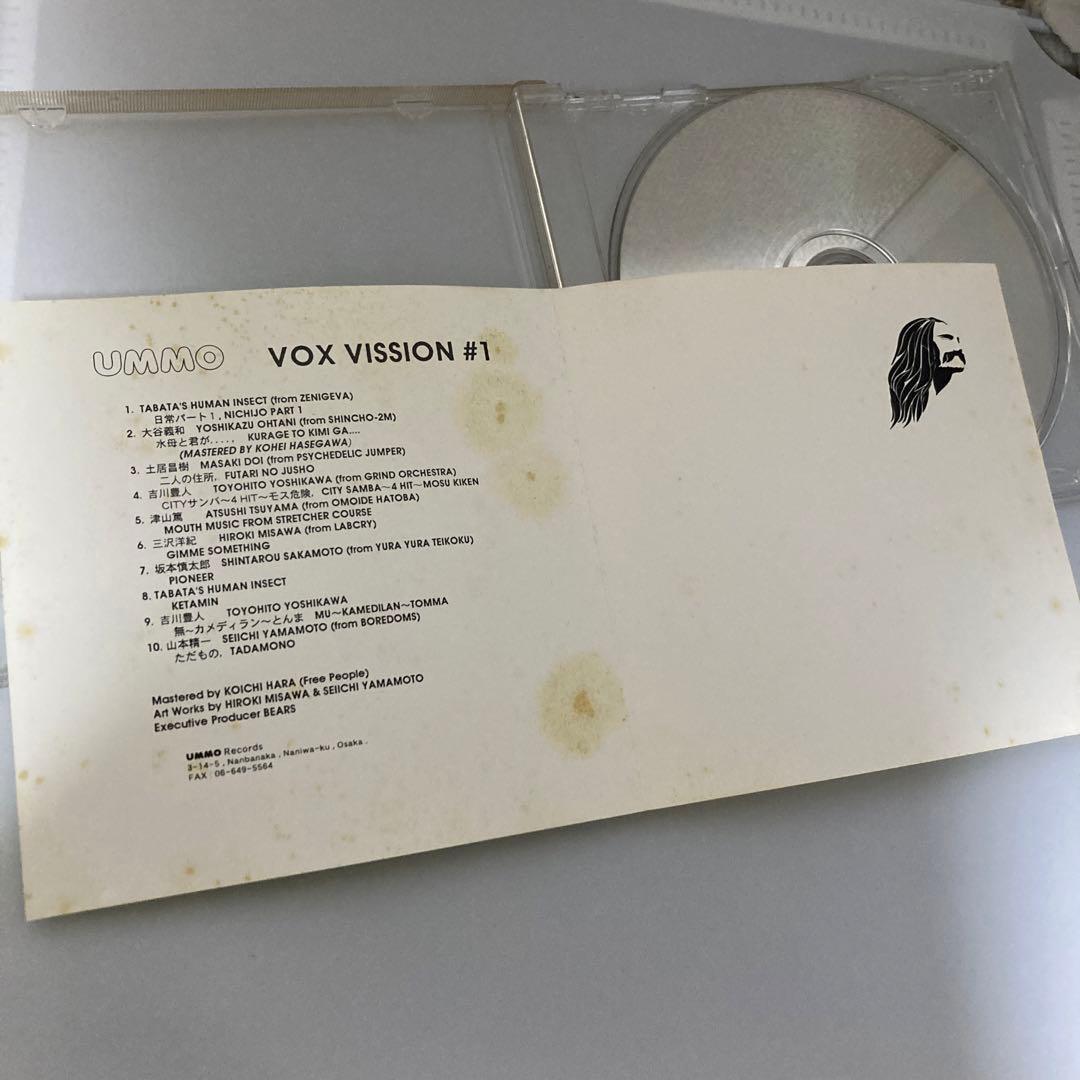 UMMO VOX VISSION #1
1. TABATA'S HUMAN INSECT (from ZENIGEVA)
日常パート1, NICHIJO PART 1
2. 大谷義和 YOSHIKAZU OHTANI (from SHINCHO-2M)
水母と君が....., KURAGE TO KIMI GA....
(MASTERED BY KOHEI HASEGAWA)
3. 土居昌樹 MASAKI DOI (from PSYCHEDELIC JUMPER)
二人の住所, FUTARI NO JUSHO
4. 吉川豊人 TOYOHITO YOSHIKAWA (from GRIND ORCHESTRA)
CITYサンバ〜4 HIT〜モス危険, CITY SAMBA〜4 HIT〜MOSU KIKEN
5. 津山篤 ATSUSHI TSUYAMA (from OMOIDE HATOBA)
MOUTH MUSIC FROM STRETCHER COURSE
6. 三沢洋紀 HIROKI MISAWA (from LABCRY)
GIMME SOMETHING
7. 坂本慎太郎 SHINTAROU SAKAMOTO (from YURA YURA TEIKOKU)
PIONEER
8. TABATA'S HUMAN INSECT
KETAMIN
9. 吉川豊人 TOYOHITO YOSHIKAWA
無〜カメディラン〜とんま MU〜KAMEDILAN〜TOMMA
10. 山本精一 SEIICHI YAMAMOTO (from BOREDOMS)
ただもの, TADAMONO
Mastered by KOICHI HARA (Free People)
Art Works by HIROKI MISAWA & SEIICHI YAMAMOTO
Executive Producer BEARS
UMMO Records
3-14-5, Nanbanaka, Naniwa-ku, Osaka.
FAX 06-649-5564